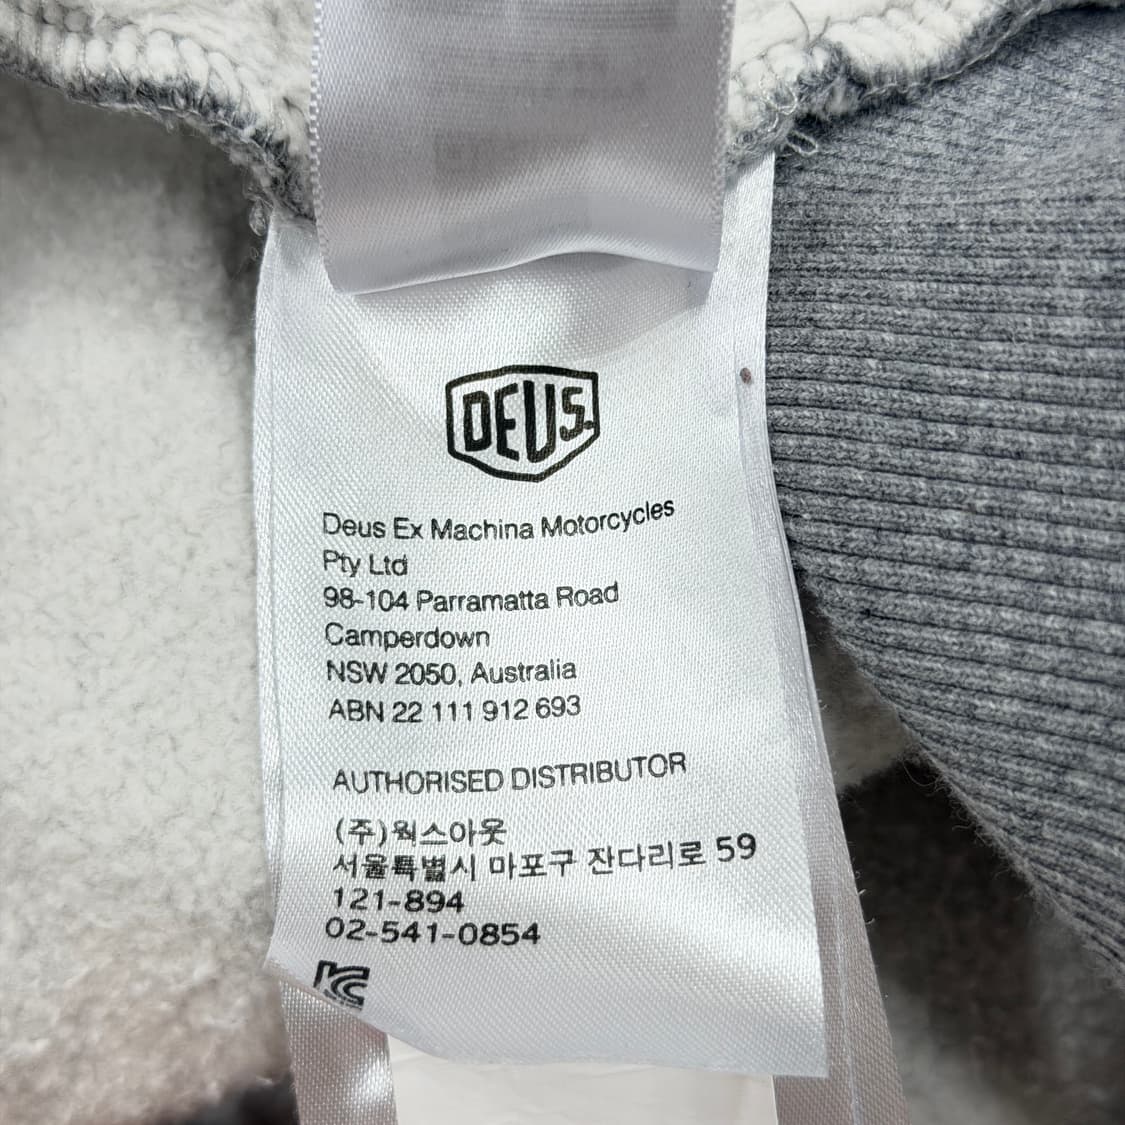 DEUS.
Deus Ex Machina Motorcycles
Pty Ltd
98-104 Parramatta Road
Camperdown
NSW 2050, Australia
ABN 22 111 912 693
AUTHORISED DISTRIBUTOR
(주)웍스아웃
서울특별시 마포구 잔다리로 59
121-894
02-541-0854
KC